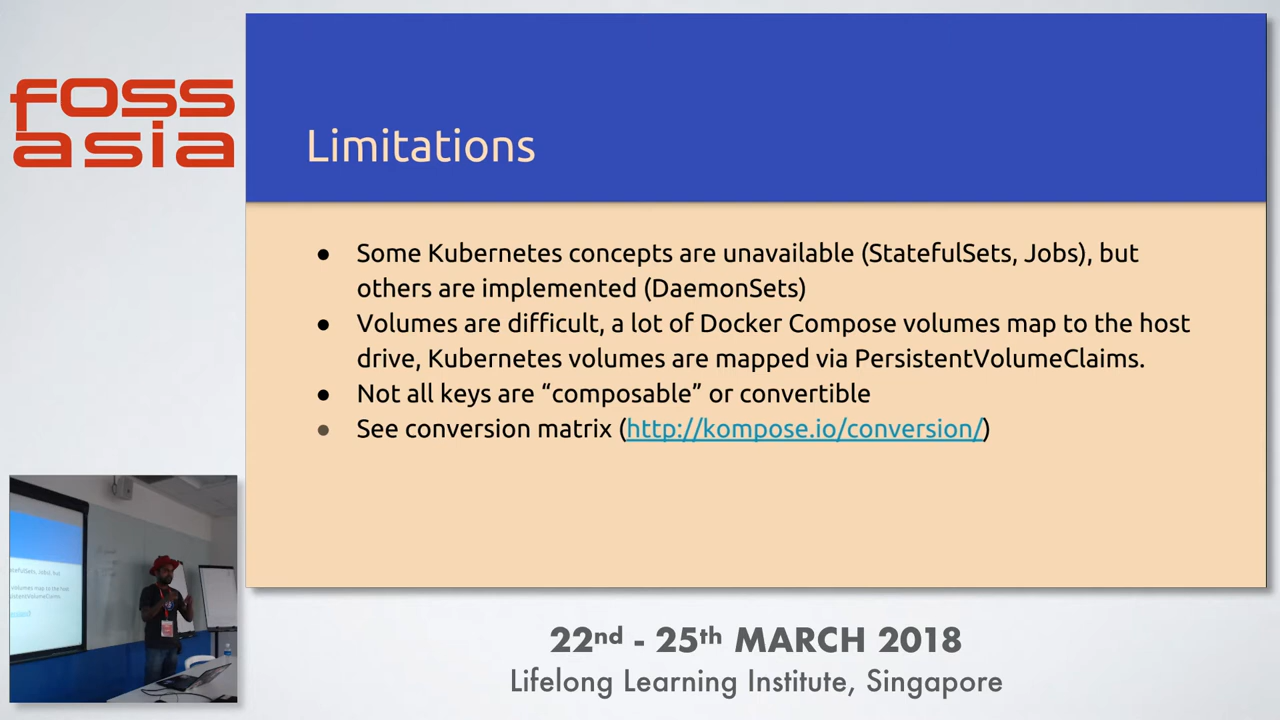 foss
asia
Limitations
● Some Kubernetes concepts are unavailable (StatefulSets, Jobs), but
others are implemented (DaemonSets)
● Volumes are difficult, a lot of Docker Compose volumes map to the host
drive, Kubernetes volumes are mapped via PersistentVolumeClaims.
● Not all keys are “composable” or convertible
● See conversion matrix (http://kompose.io/conversion/)
22nd - 25th MARCH 2018
Lifelong Learning Institute, Singapore